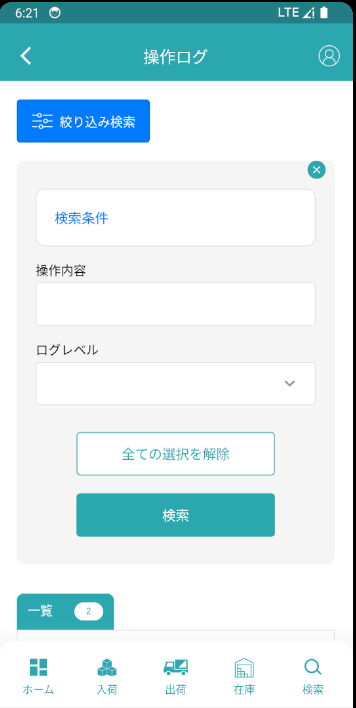 6:21
LTE
操作ログ
絞り込み検索
検索条件
操作内容
ログレベル
全ての選択を解除
検索
一覧 2
ホーム 入荷 出荷 在庫 検索